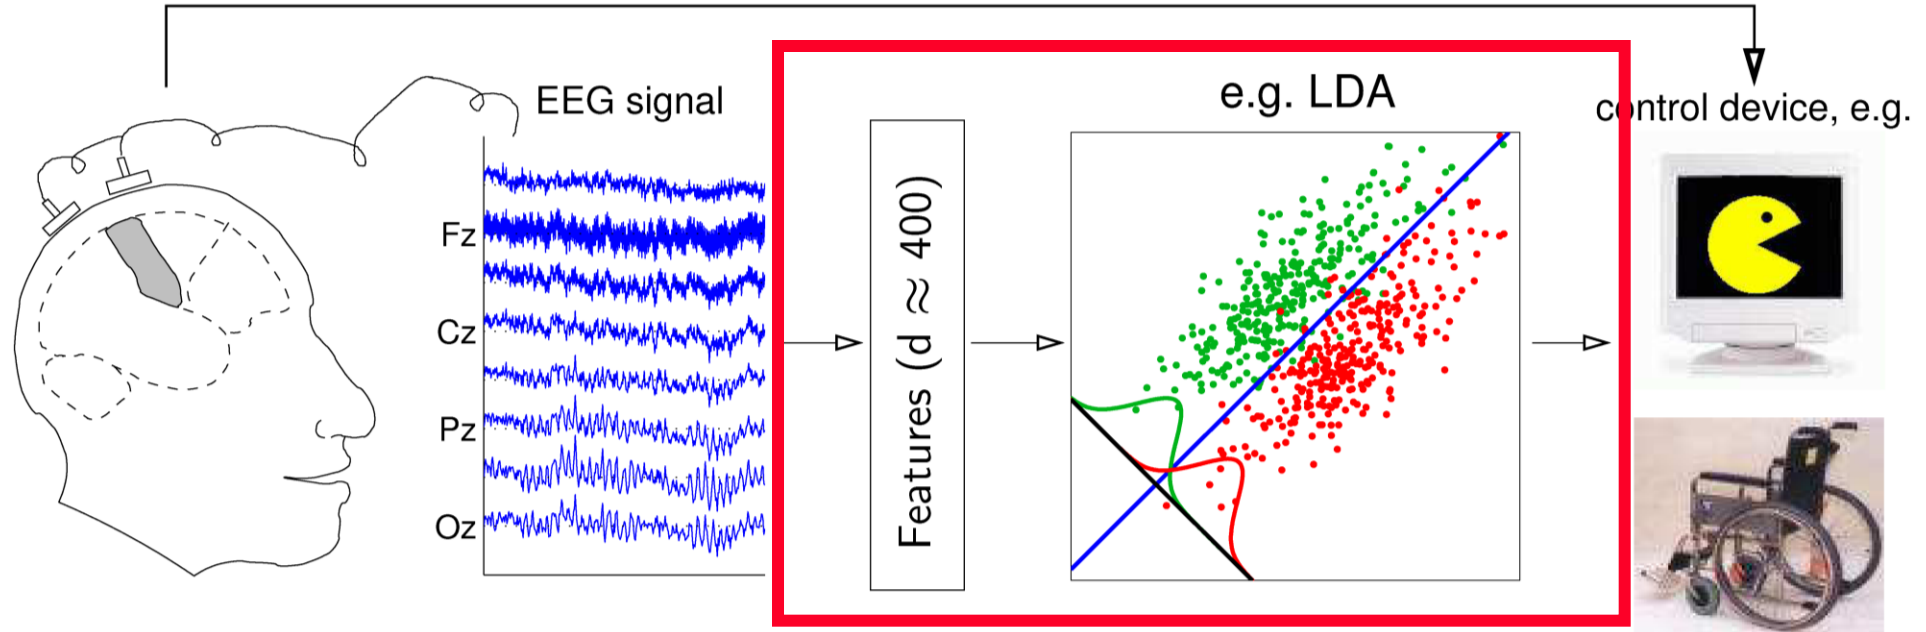 EEG signal
Fz
Cz
Pz
Oz
Features (d ≈ 400)
e.g. LDA
control device, e.g.